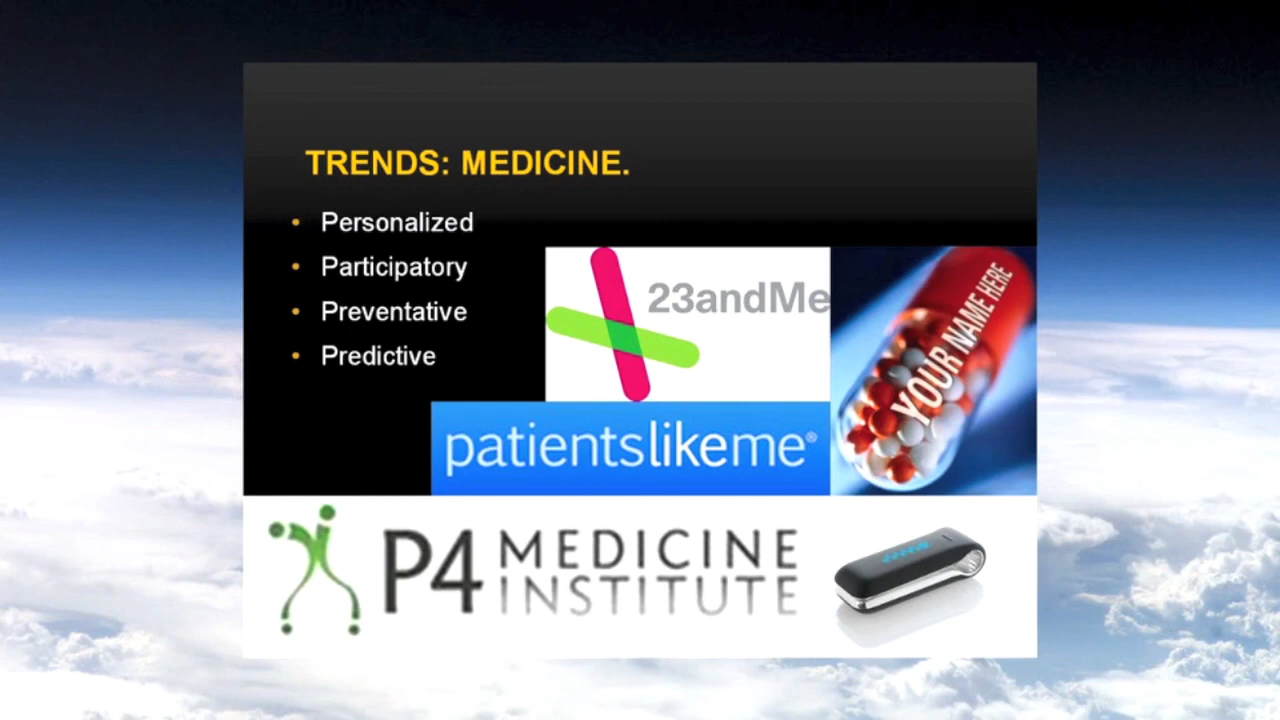 TRENDS: MEDICINE.
• Personalized
• Participatory
• Preventative
• Predictive
23andMe
YOUR NAME HERE
patientslikeme®
P4 MEDICINE
INSTITUTE